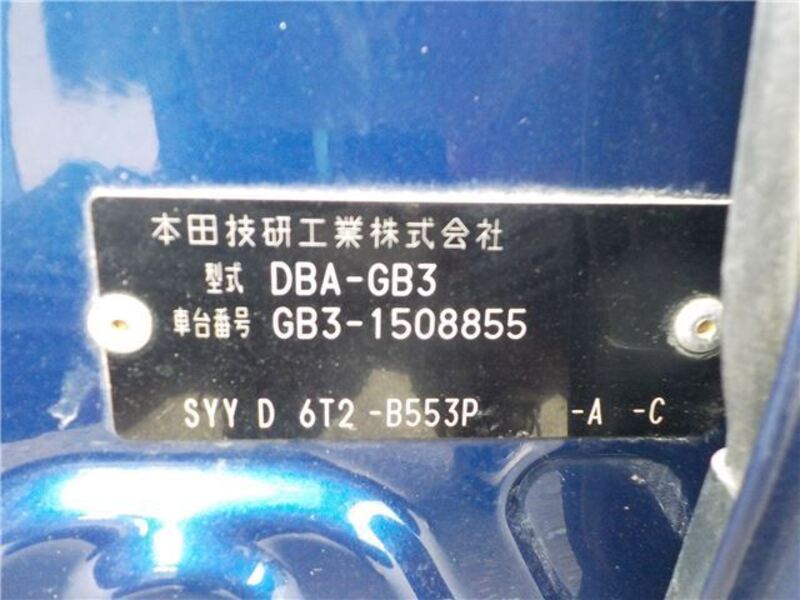 本田技研工業株式会社
型式 DBA-GB3
車台番号 GB3-1508855
SYY D 6T2 -B553P -A -C